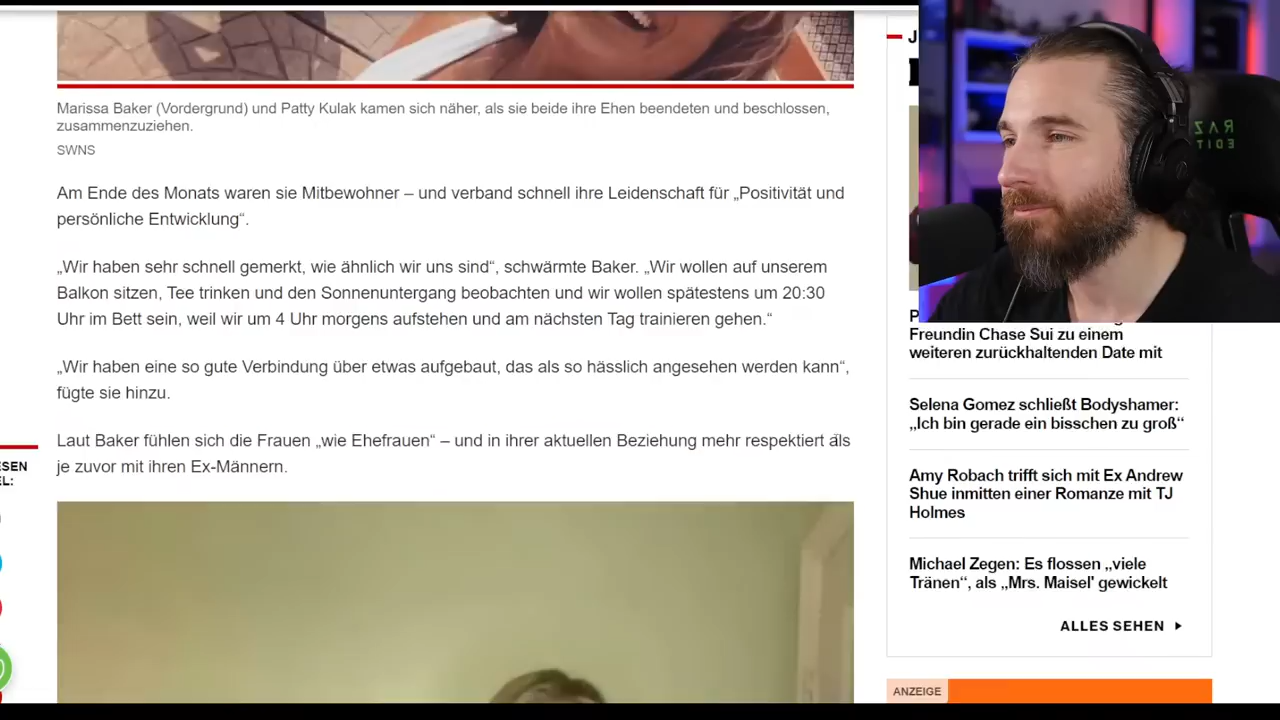 Marissa Baker (Vordergrund) und Patty Kulak kamen sich näher, als sie beide ihre Ehen beendeten und beschlossen,
zusammenzuziehen.
SWNS
Am Ende des Monats waren sie Mitbewohner – und verband schnell ihre Leidenschaft für „Positivität und
persönliche Entwicklung“.
„Wir haben sehr schnell gemerkt, wie ähnlich wir uns sind“, schwärmte Baker. „Wir wollen auf unserem
Balkon sitzen, Tee trinken und den Sonnenuntergang beobachten und wir wollen spätestens um 20:30
Uhr im Bett sein, weil wir um 4 Uhr morgens aufstehen und am nächsten Tag trainieren gehen.“
„Wir haben eine so gute Verbindung über etwas aufgebaut, das als so hässlich angesehen werden kann“,
fügte sie hinzu.
Laut Baker fühlen sich die Frauen „wie Ehefrauen“ – und in ihrer aktuellen Beziehung mehr respektiert als
je zuvor mit ihren Ex-Männern.
Freundin Chase Sui zu einem
weiteren zurückhaltenden Date mit
Selena Gomez schließt Bodyshamer:
„Ich bin gerade ein bisschen zu groß“
Amy Robach trifft sich mit Ex Andrew
Shue inmitten einer Romanze mit TJ
Holmes
Michael Zegen: Es flossen „viele
Tränen“, als „Mrs. Maisel' gewickelt
ALLES SEHEN
ANZEIGE